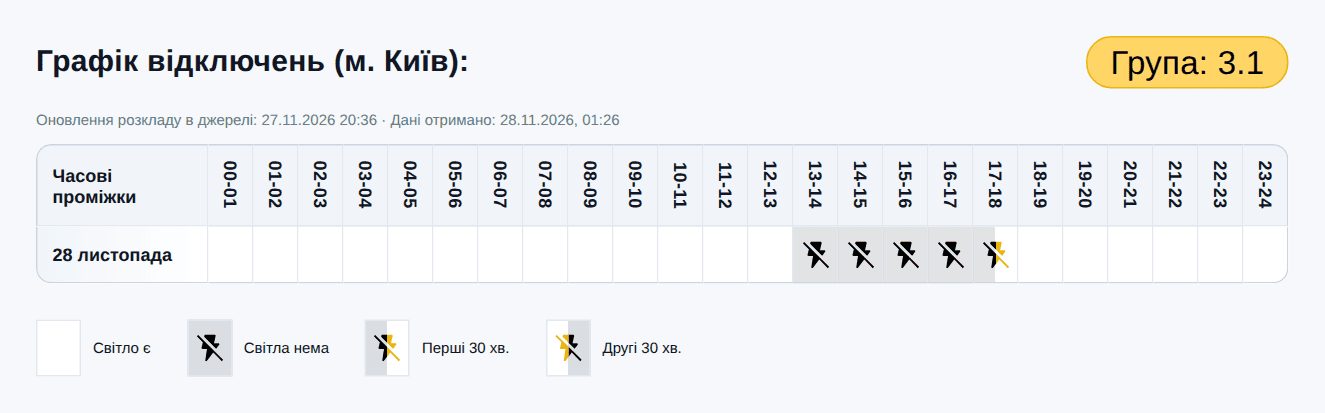 Графік відключень (м. Київ):
Група: 3.1
Оновлення розкладу в джерелі: 27.11.2026 20:36 · Дані отримано: 28.11.2026, 01:26
Часові
проміжки
00-01
01-02
02-03
03-04
04-05
05-06
06-07
07-08
08-09
09-10
10-11
11-12
12-13
13-14
14-15
15-16
16-17
17-18
18-19
19-20
20-21
21-22
22-23
23-24
28 листопада
Світло є
Світла нема
Перші 30 хв.
Другі 30 хв.